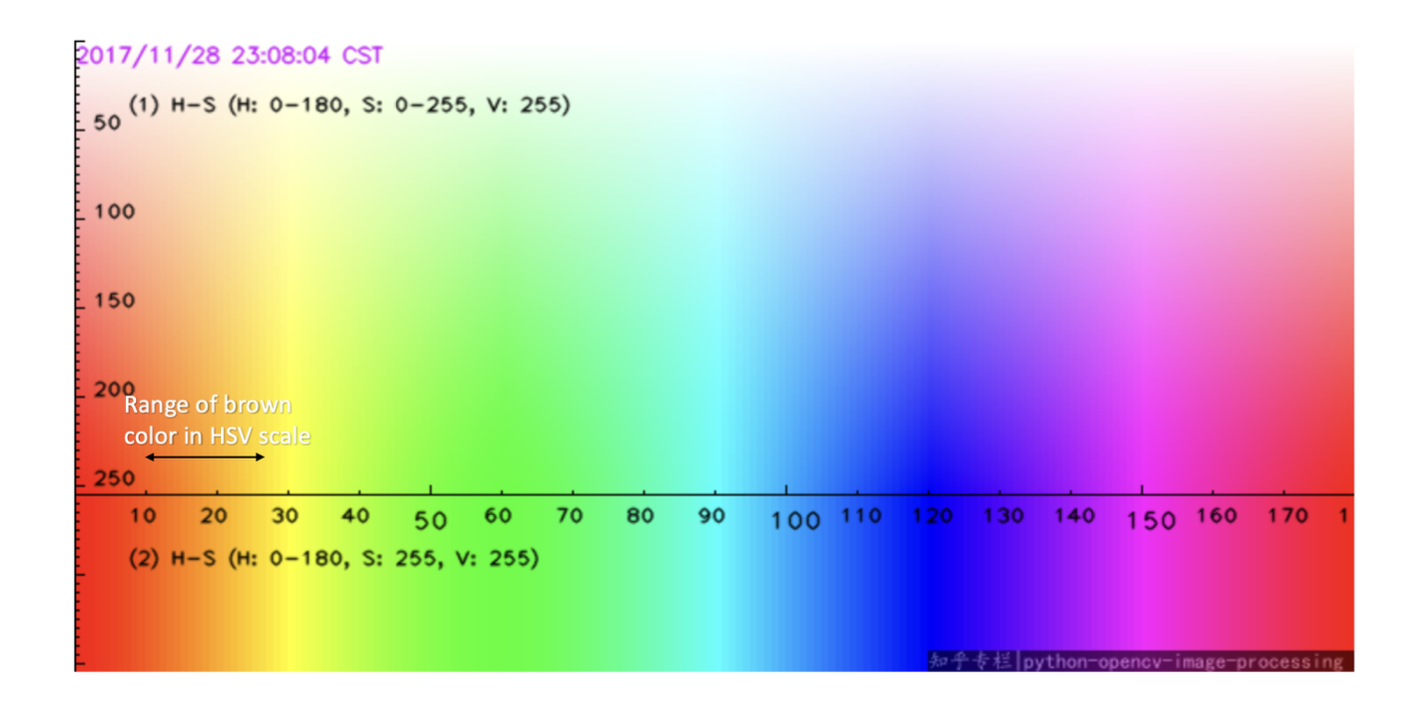 2017/11/28 23:08:04 CST
(1) H-S (H: 0-180, S: 0-255, V: 255)
50
100
150
200
Range of brown
color in HSV scale
250
10 20 30 40 50 60 70 80 90 100 110 120 130 140 150 160 170 1
(2) H-S (H: 0-180, S: 255, V: 255)
知乎专栏|python-opencv-image-processing